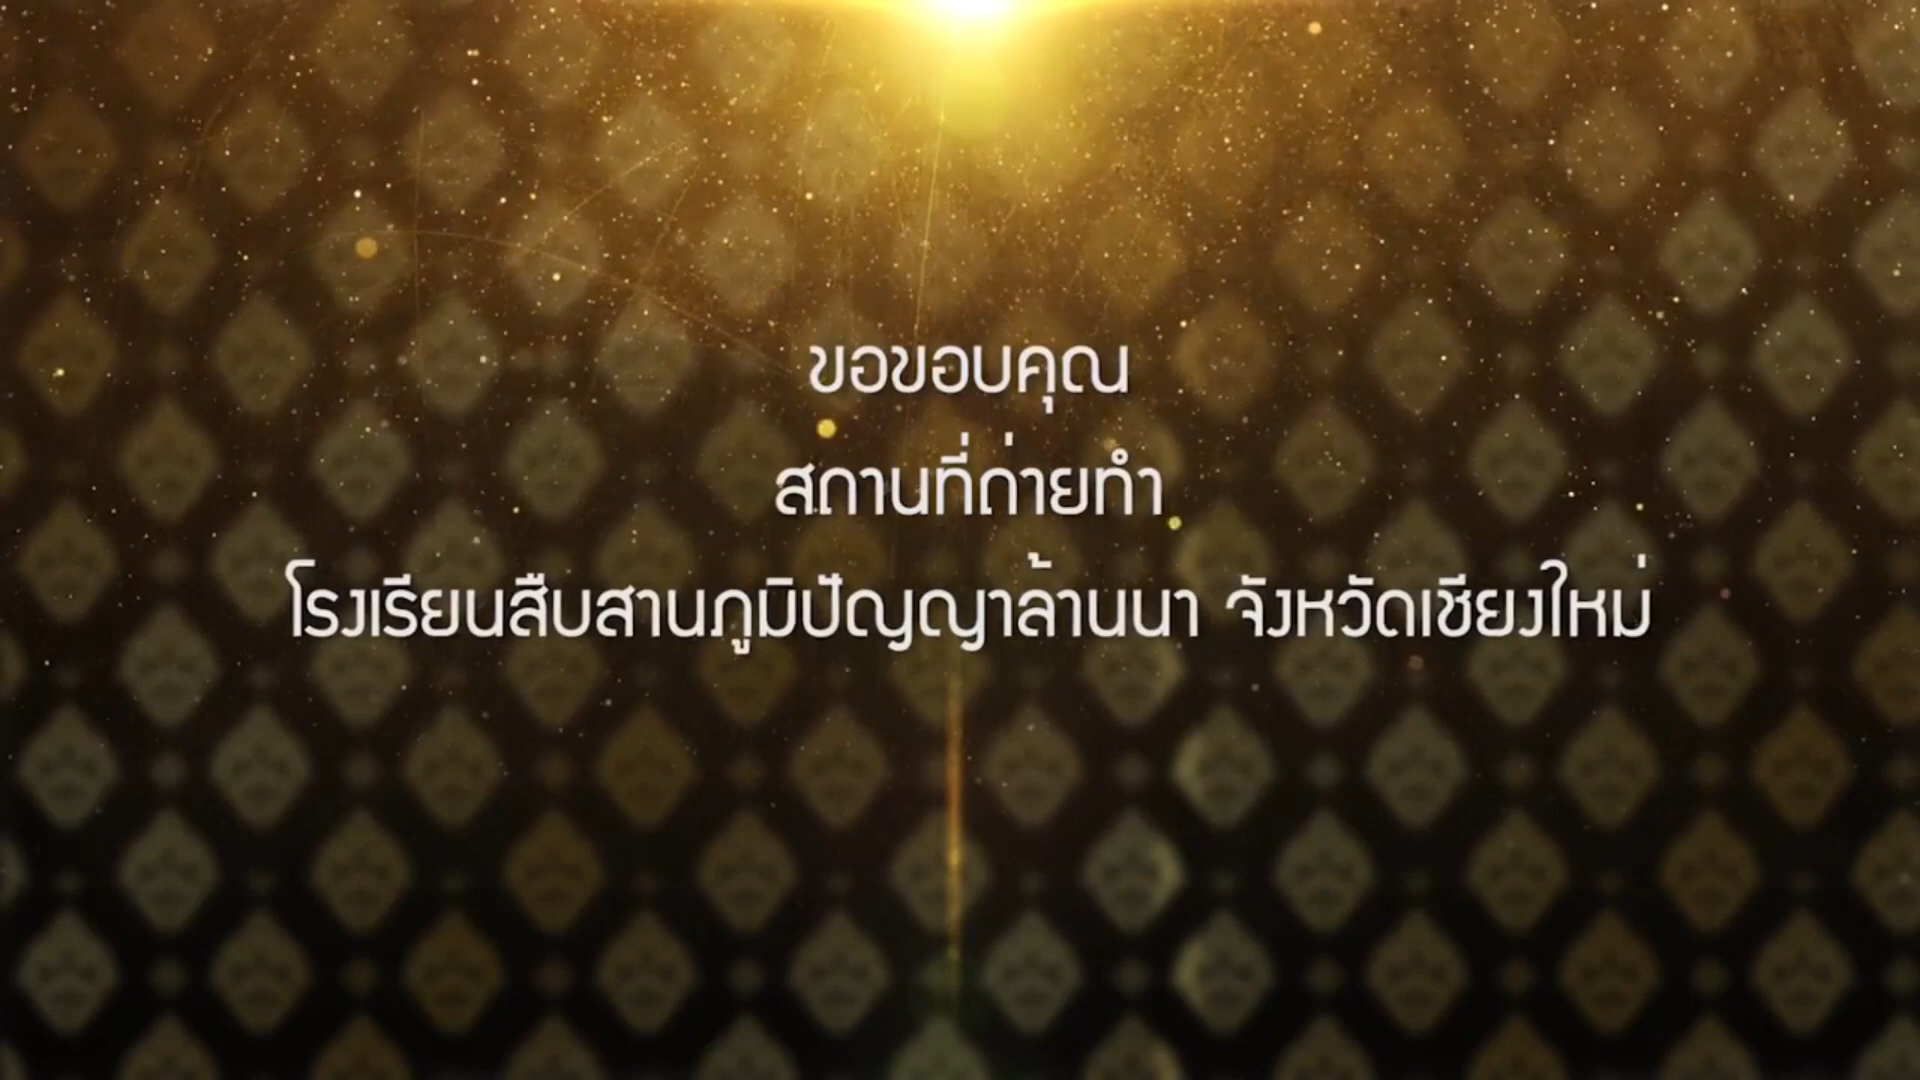 ขอขอบคุณ
สถานที่ถ่ายทำ
โรงเรียนสืบสานภูมิปัญญาล้านนา จังหวัดเชียงใหม่